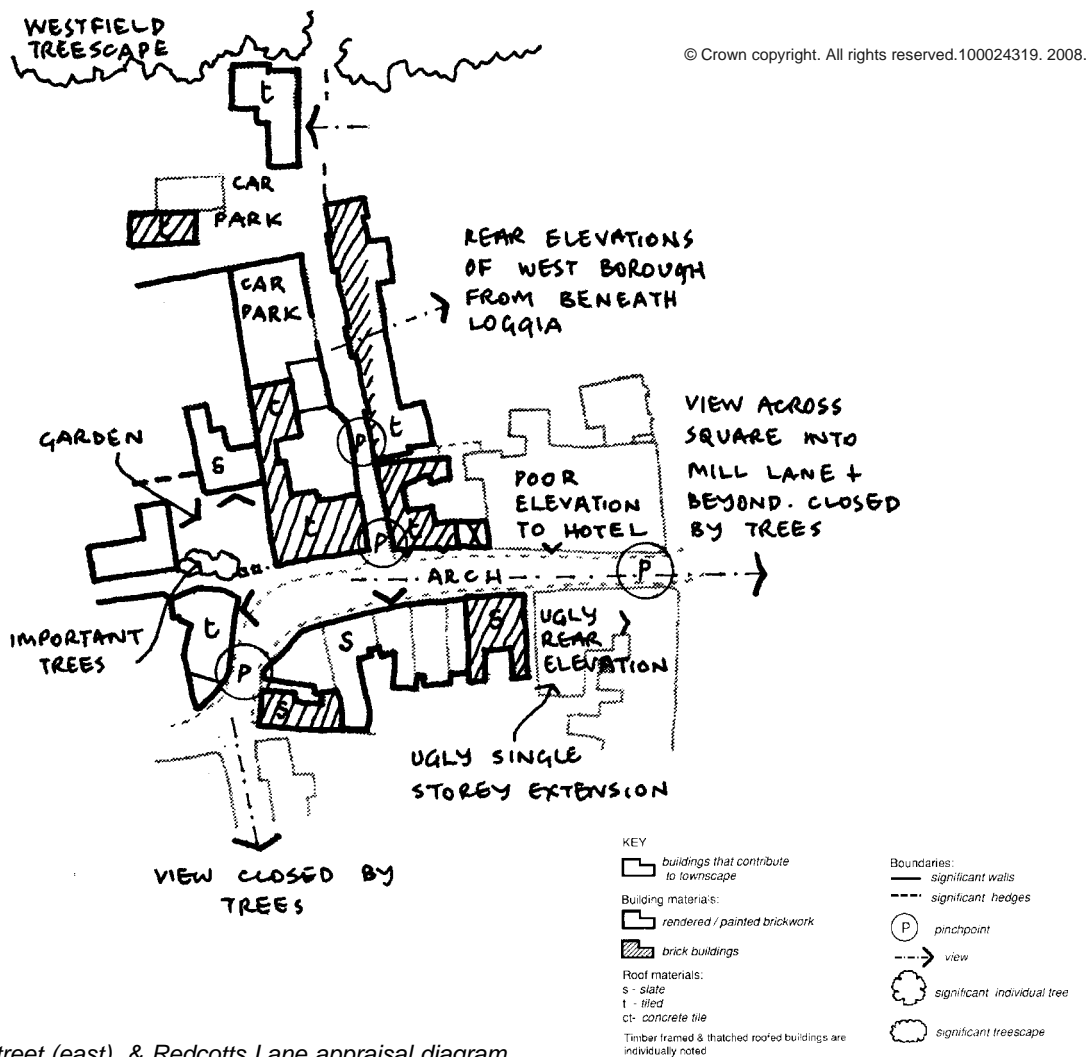 WESTFIELD
TREESCAPE
© Crown copyright. All rights reserved.100024319. 2008.
t
CAR
PARK
t
REAR ELEVATIONS
OF WEST BOROUGH
FROM BENEATH
LOGGIA
CAR
PARK
VIEW ACROSS
SQUARE INTO
MILL LANE +
BEYOND. CLOSED
BY TREES
GARDEN
s
t
P
t
POOR
ELEVATION
TO HOTEL
t
P
t
ARCH
P
IMPORTANT
TREES
t
P
s
s
UGLY
REAR
ELEVATION
s
UGLY SINGLE
STOREY EXTENSION
VIEW CLOSED BY
TREES
KEY
buildings that contribute
to townscape
Building materials:
rendered / painted brickwork
brick buildings
Roof materials:
s - slate
t - tiled
ct- concrete tile
Timber framed & thatched roofed buildings are
individually noted
Boundaries:
significant walls
significant hedges
P pinchpoint
view
significant individual tree
significant treescape
treet (east) & Redcotts Lane appraisal diagram